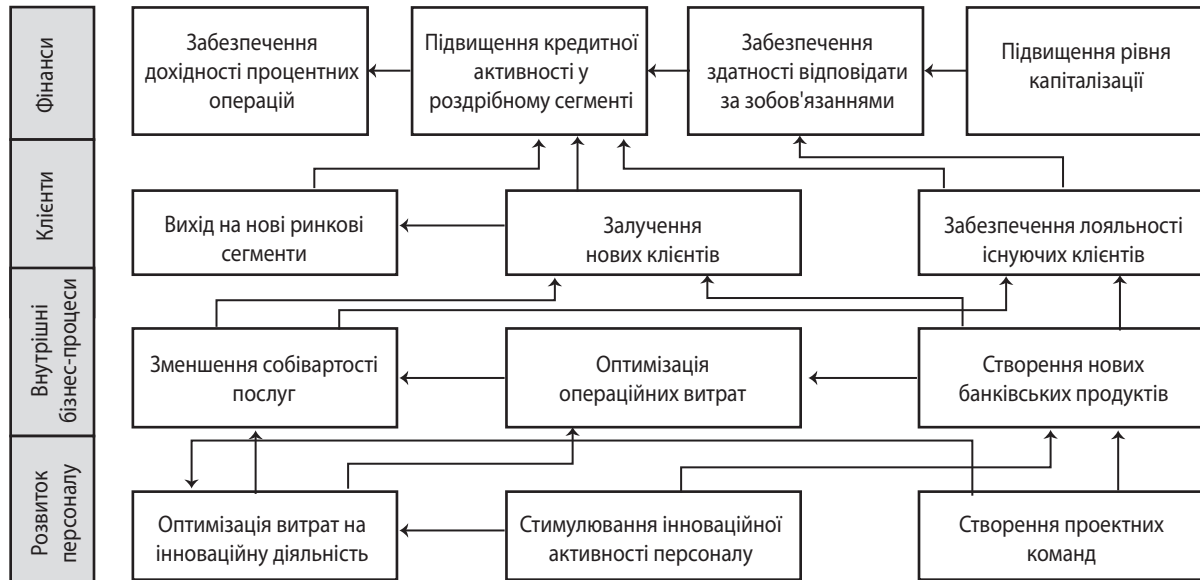 Фінанси
Забезпечення
дохідності процентних
операцій
Підвищення кредитної
активності у
роздрібному сегменті
Забезпечення
здатності відповідати
за зобов'язаннями
Підвищення рівня
капіталізації
Клієнти
Вихід на нові ринкові
сегменти
Залучення
нових клієнтів
Забезпечення лояльності
існуючих клієнтів
Внутрішні
бізнес-процеси
Зменшення собівартості
послуг
Оптимізація
операційних витрат
Створення нових
банківських продуктів
Розвиток
персоналу
Оптимізація витрат на
інноваційну діяльність
Стимулювання інноваційної
активності персоналу
Створення проектних
команд